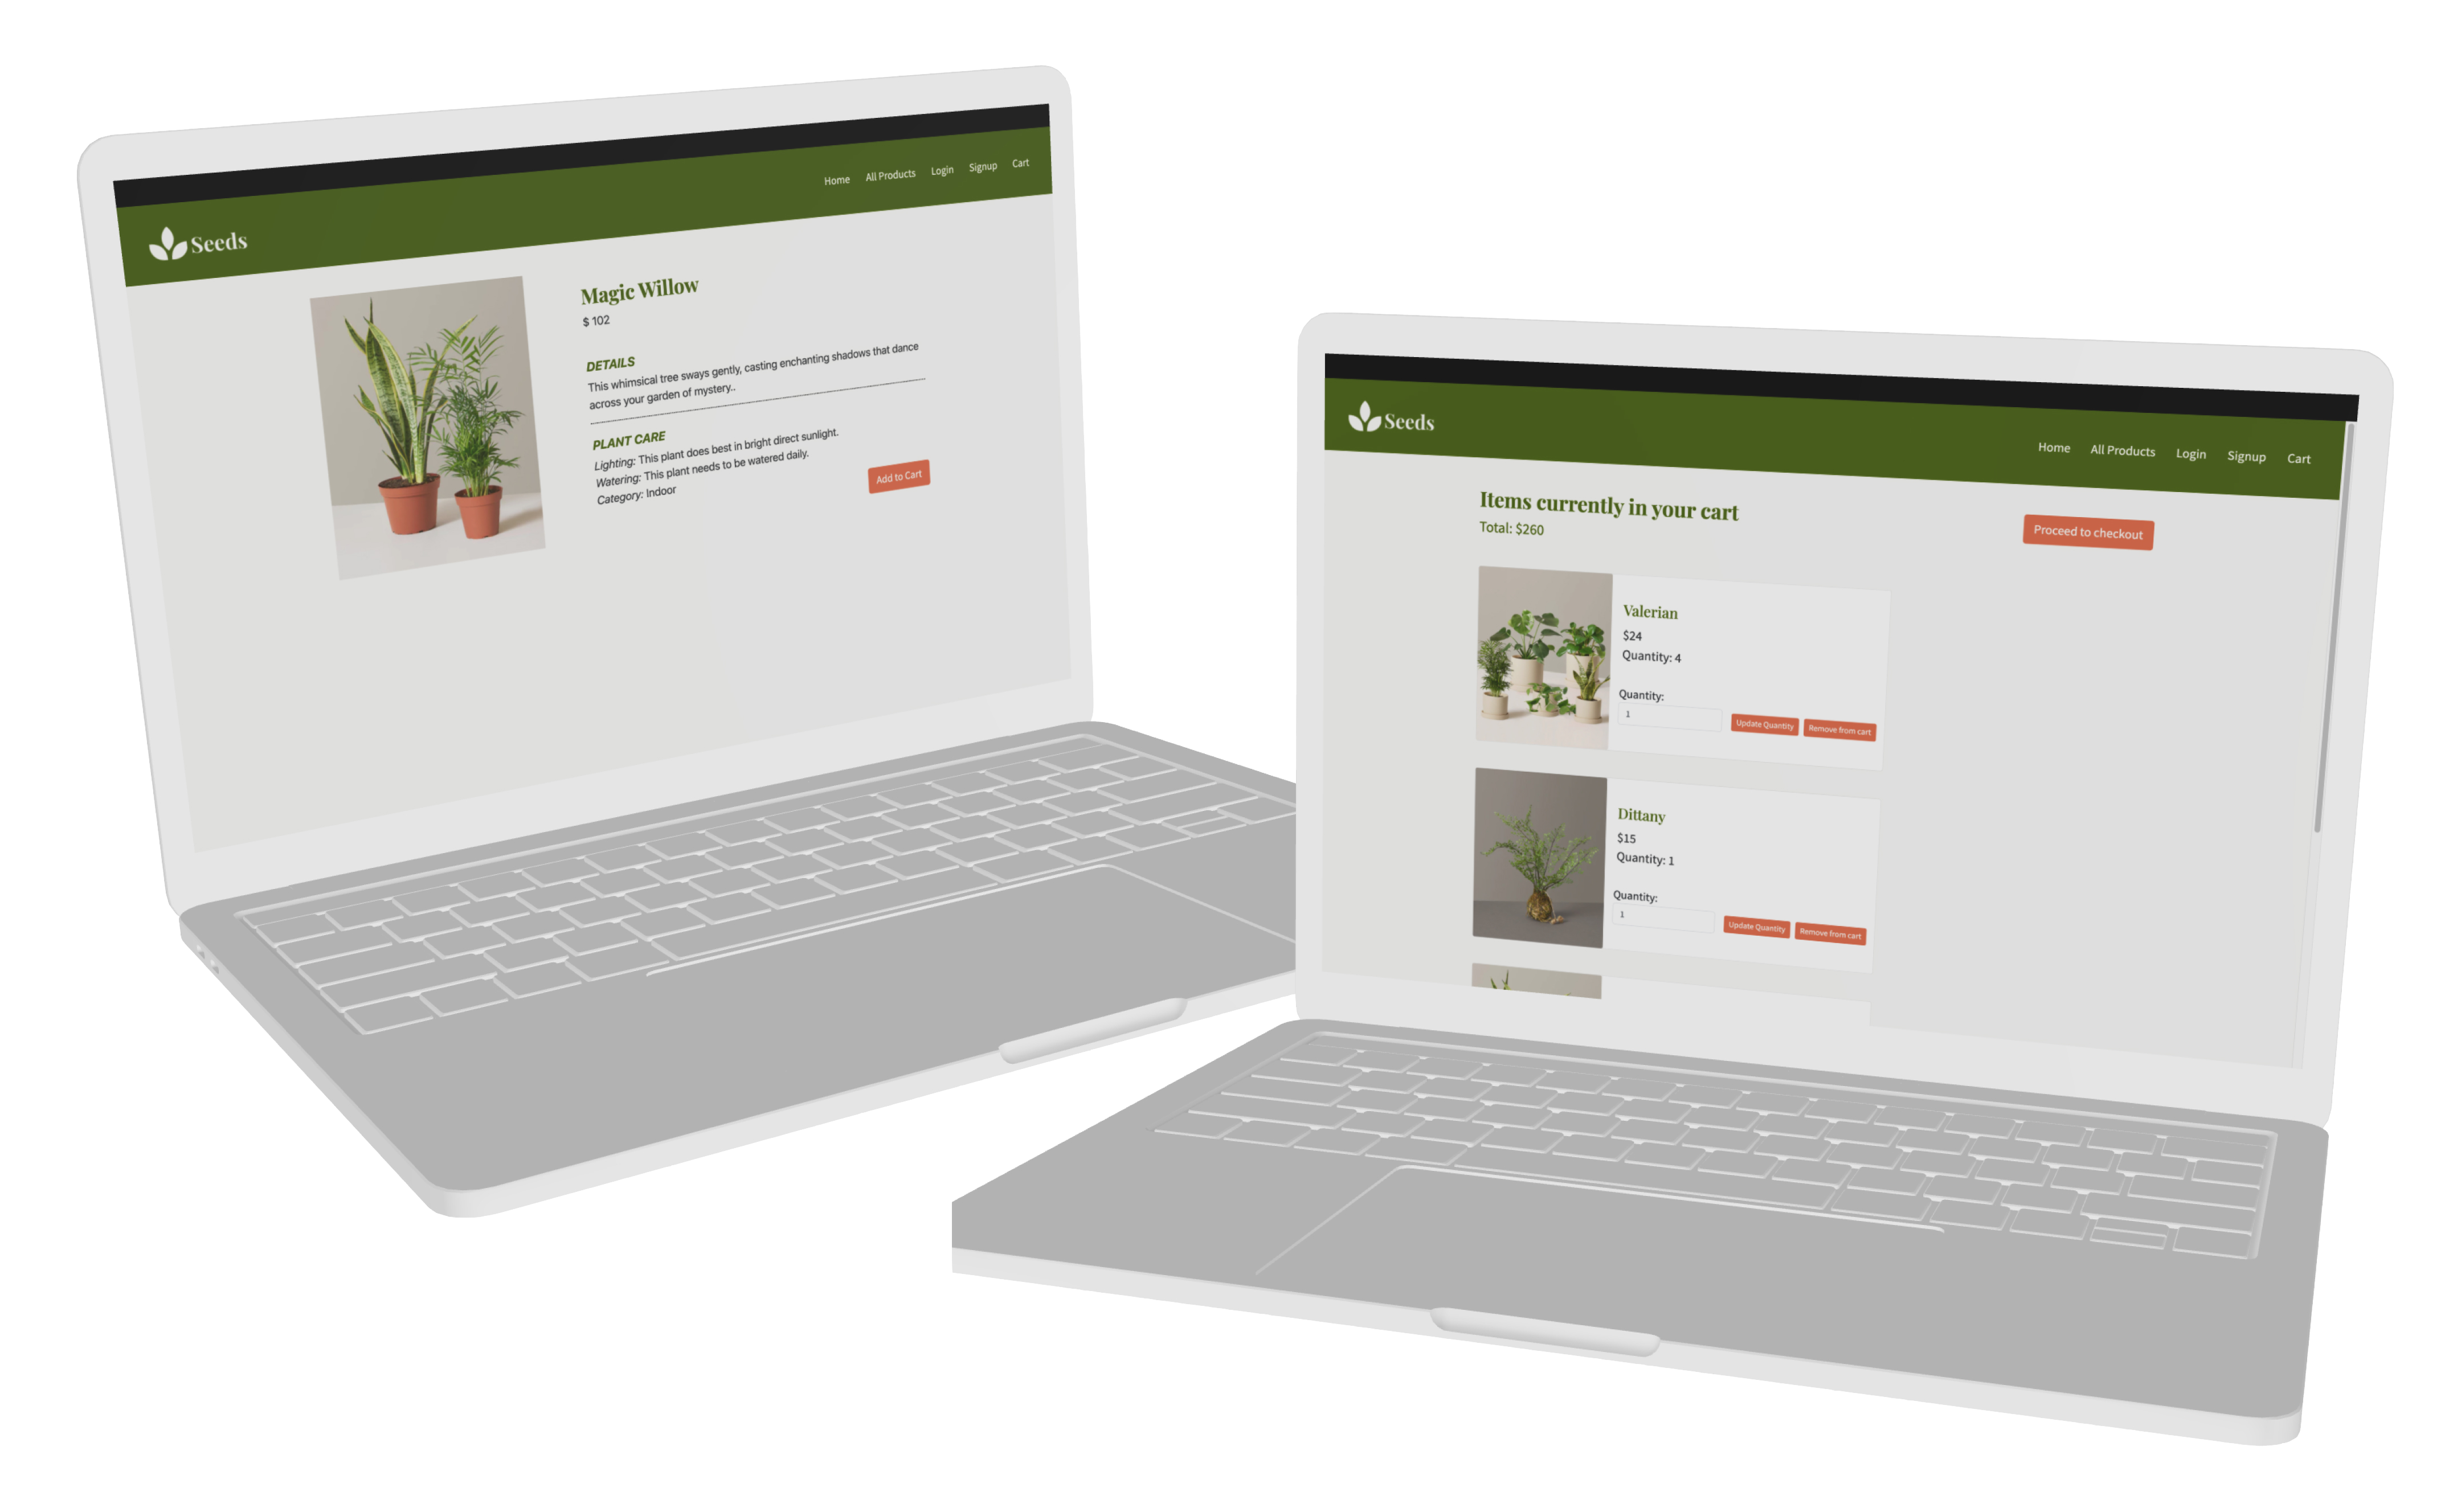 Home All Products Login Signup Cart
Seeds
Magic Willow
$ 102
DETAILS
This whimsical tree sways gently, casting enchanting shadows that dance
across your garden of mystery..
PLANT CARE
Lighting: This plant does best in bright direct sunlight.
Watering: This plant needs to be watered daily.
Category: Indoor
Add to Cart
Seeds
Home All Products Login Signup Cart
Items currently in your cart
Total: $260
Proceed to checkout
Valerian
$24
Quantity: 4
Quantity:
1
Update Quantity Remove from cart
Dittany
$15
Quantity: 1
Quantity:
1
Update Quantity Remove from cart